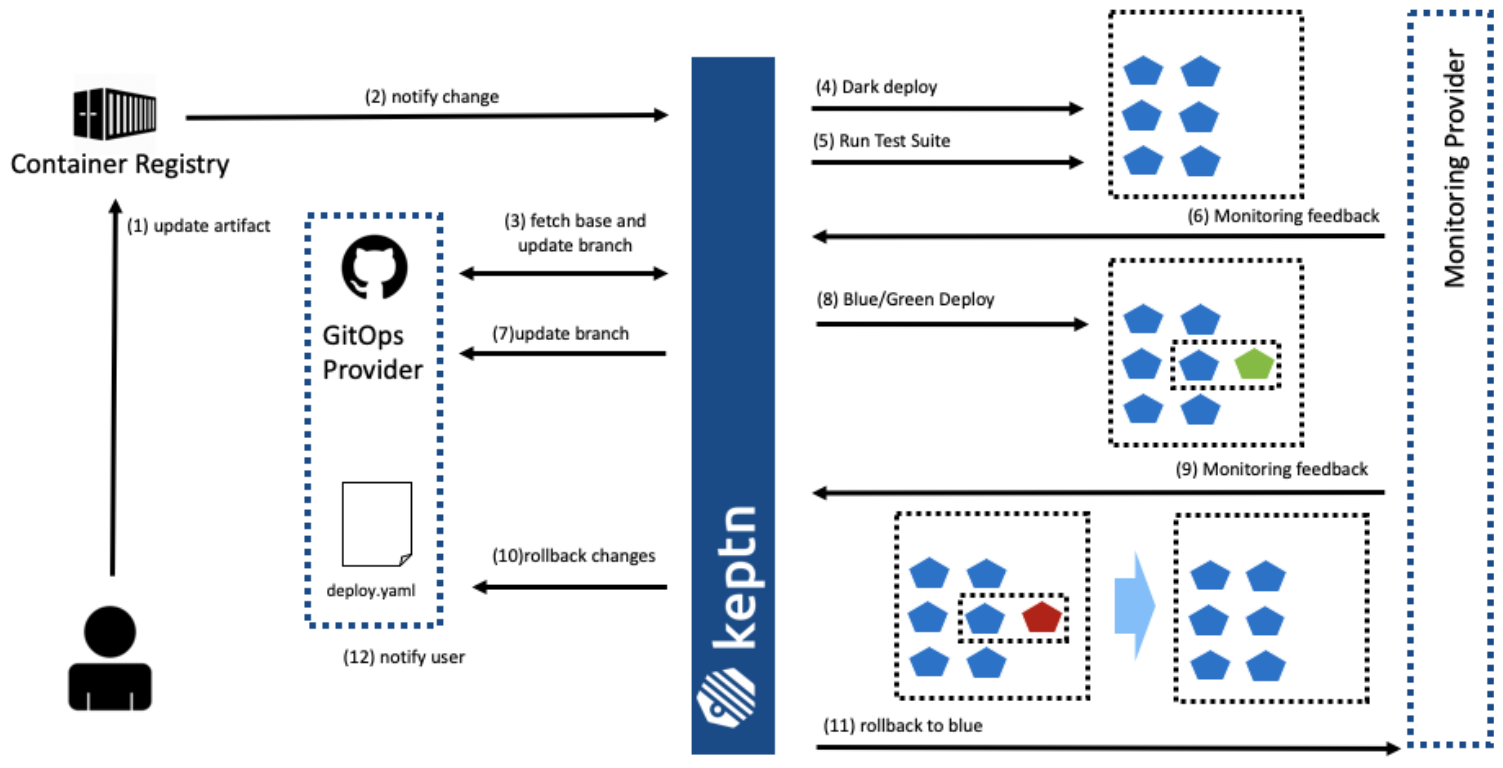 (2) notify change
Container Registry
(1) update artifact
(3) fetch base and
update branch
GitOps
Provider
(7)update branch
deploy.yaml
(10)rollback changes
(12) notify user
keptn
(4) Dark deploy
(5) Run Test Suite
(6) Monitoring feedback
(8) Blue/Green Deploy
(9) Monitoring feedback
(11) rollback to blue
Monitoring Provider